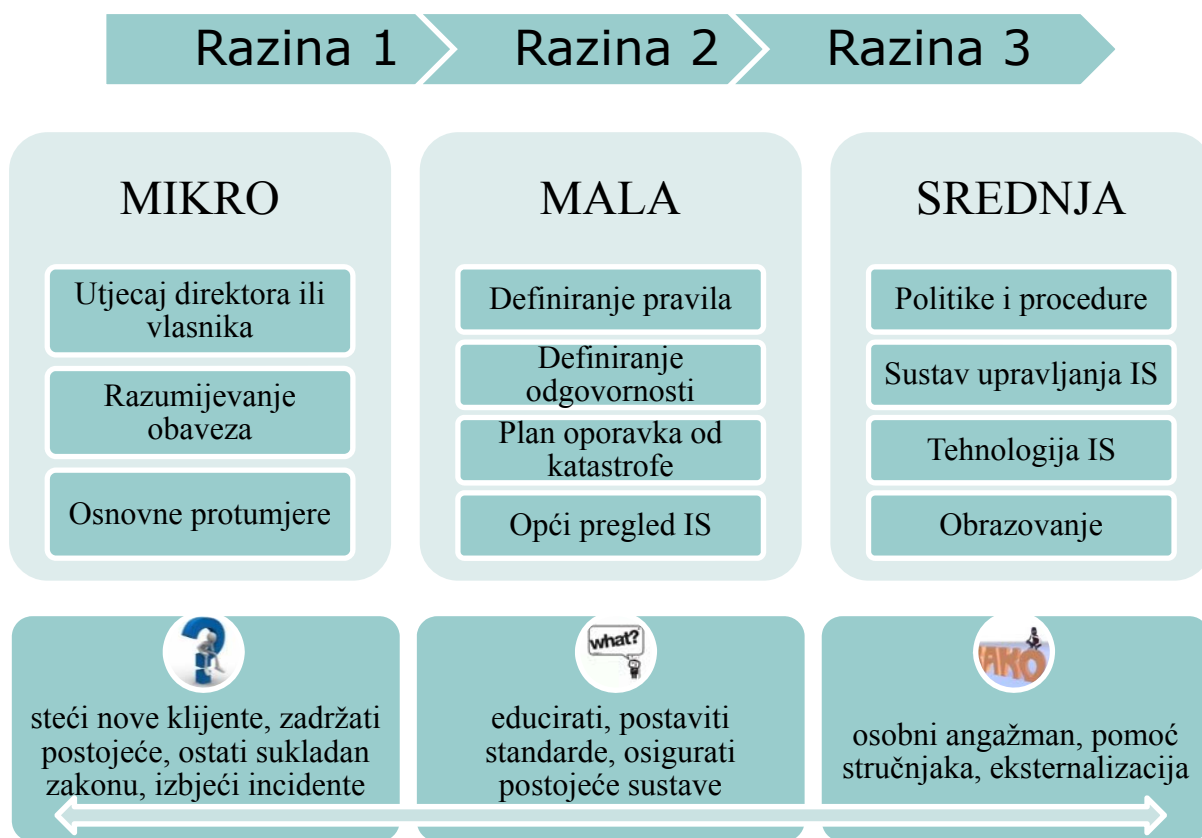 Razina 1
Razina 2
Razina 3
MIKRO
Utjecaj direktora ili
vlasnika
Razumijevanje
obaveza
Osnovne protumjere
MALA
Definiranje pravila
Definiranje
odgovornosti
Plan oporavka od
katastrofe
Opći pregled IS
SREDNJA
Politike i procedure
Sustav upravljanja IS
Tehnologija IS
Obrazovanje
?
steći nove klijente, zadržati
postojeće, ostati sukladan
zakonu, izbjeći incidente
what?
educirati, postaviti
standarde, osigurati
postojeće sustave
AKO
osobni angažman, pomoć
stručnjaka, eksternalizacija